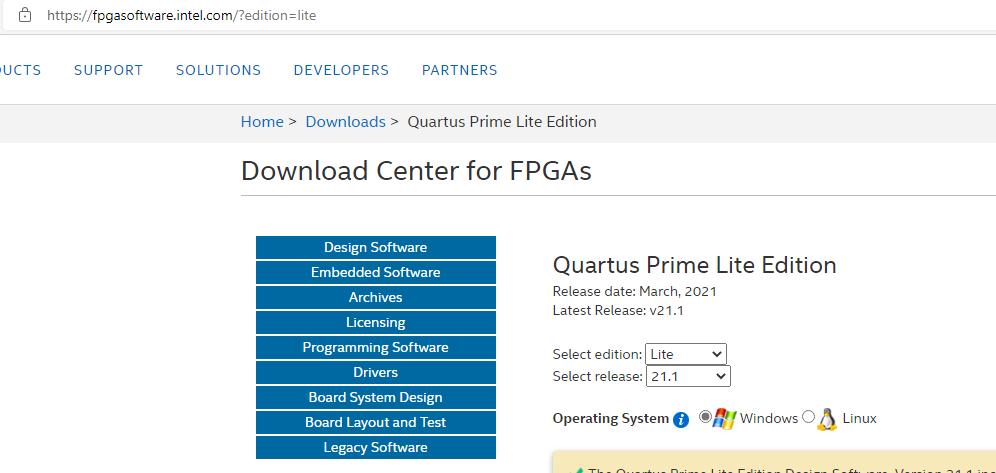 https://fpgasoftware.intel.com/?edition=lite
UCTS SUPPORT SOLUTIONS DEVELOPERS PARTNERS
Home > Downloads > Quartus Prime Lite Edition
Download Center for FPGAs
Design Software
Embedded Software
Archives
Licensing
Programming Software
Drivers
Board System Design
Board Layout and Test
Legacy Software
Quartus Prime Lite Edition
Release date: March, 2021
Latest Release: v21.1
Select edition: Lite
Select release: 21.1
Operating System i Windows Linux
The Quartus Prime Lite Edition Design Software, Version 21.1